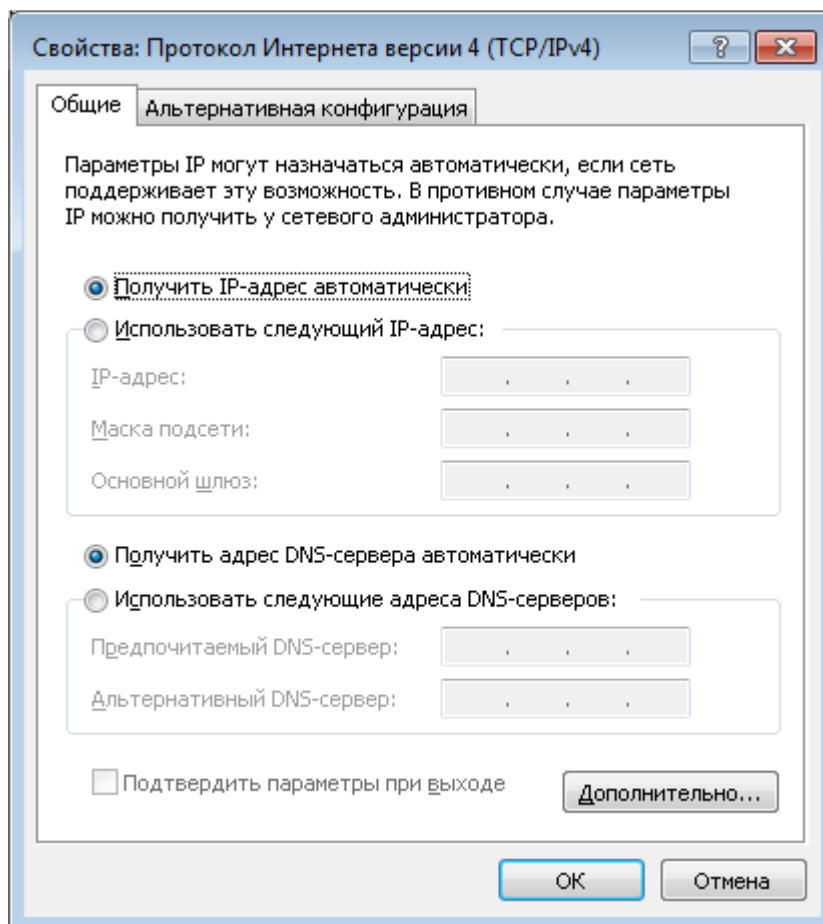 Свойства: Протокол Интернета версии 4 (TCP/IPv4)
Общие
Альтернативная конфигурация
Параметры IP могут назначаться автоматически, если сеть
поддерживает эту возможность. В противном случае параметры
IP можно получить у сетевого администратора.
Получить IP-адрес автоматически
Использовать следующий IP-адрес:
IP-адрес:
Маска подсети:
Основной шлюз:
Получить адрес DNS-сервера автоматически
Использовать следующие адреса DNS-серверов:
Предпочитаемый DNS-сервер:
Альтернативный DNS-сервер:
Подтвердить параметры при выходе
Дополнительно...
ОК
Отмена